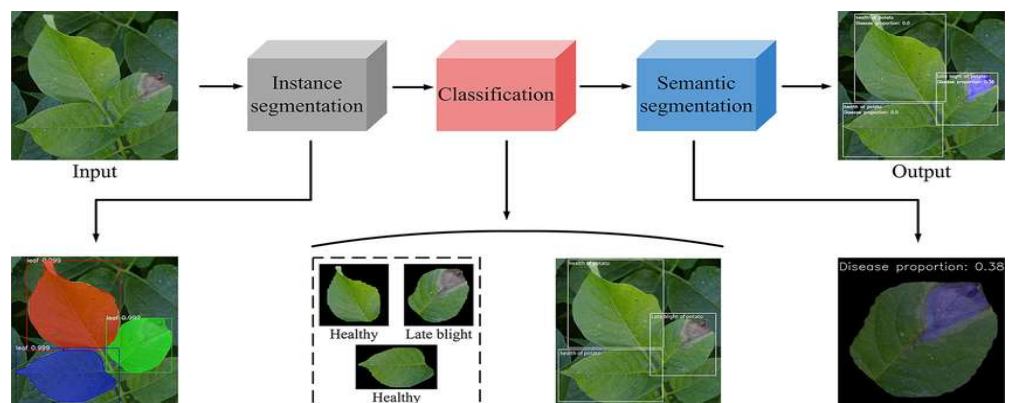 health of potato
Disease proportion: 0.0
Late blight of potato
Disease proportion: 0.38
health of potato
Disease proportion: 0.0
Instance
segmentation
Classification
Semantic
segmentation
Input
Output
leaf 0.999
leaf 0.992
leaf 0.999
Healthy
Late blight
Healthy
health of potato
Late blight of potato
health of potato
Disease proportion: 0.38